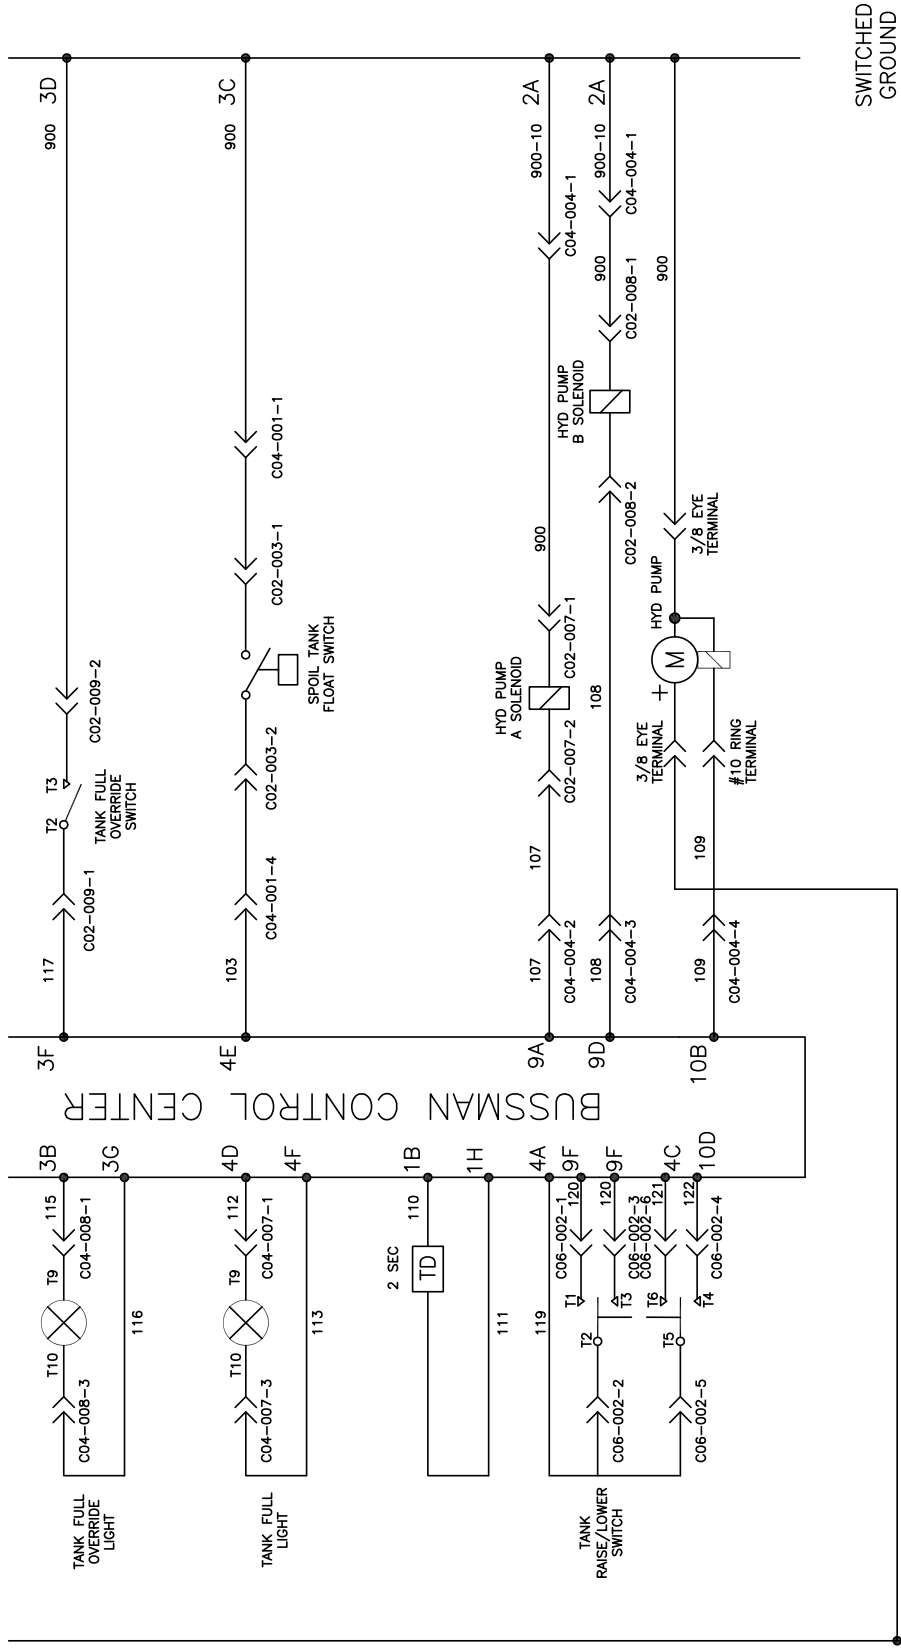 SWITCHED
GROUND
3D
900
C02-009-2
T3
T2
TANK FULL
OVERRIDE
SWITCH
C02-009-1
117
3F
3C
900
C04-001-1
C02-003-1
SPOIL TANK
FLOAT SWITCH
C02-003-2
C04-001-4
103
4E
2A
900-10
C04-004-1
900
C02-007-1
HYD PUMP
A SOLENOID
C02-007-2
107
C04-004-2
107
9A
2A
900-10
C04-004-1
900
C02-008-1
HYD PUMP
B SOLENOID
C02-008-2
108
C04-004-3
108
9D
900
3/8 EYE
TERMINAL
HYD PUMP
M
+
3/8 EYE
TERMINAL
#10 RING
TERMINAL
109
C04-004-4
109
10B
BUSSMAN CONTROL CENTER
3B
115
C04-008-1
T9
T10
C04-008-3
3G
116
TANK FULL
OVERRIDE
LIGHT
4D
112
C04-007-1
T9
T10
C04-007-3
4F
113
TANK FULL
LIGHT
1B
110
2 SEC
TD
1H
111
4A
119
9F
120
C06-002-1
T1
9F
120
C06-002-3
T3
T2
C06-002-2
4C
121
C06-002-6
T6
10D
122
C06-002-4
T4
T5
C06-002-5
TANK
RAISE/LOWER
SWITCH